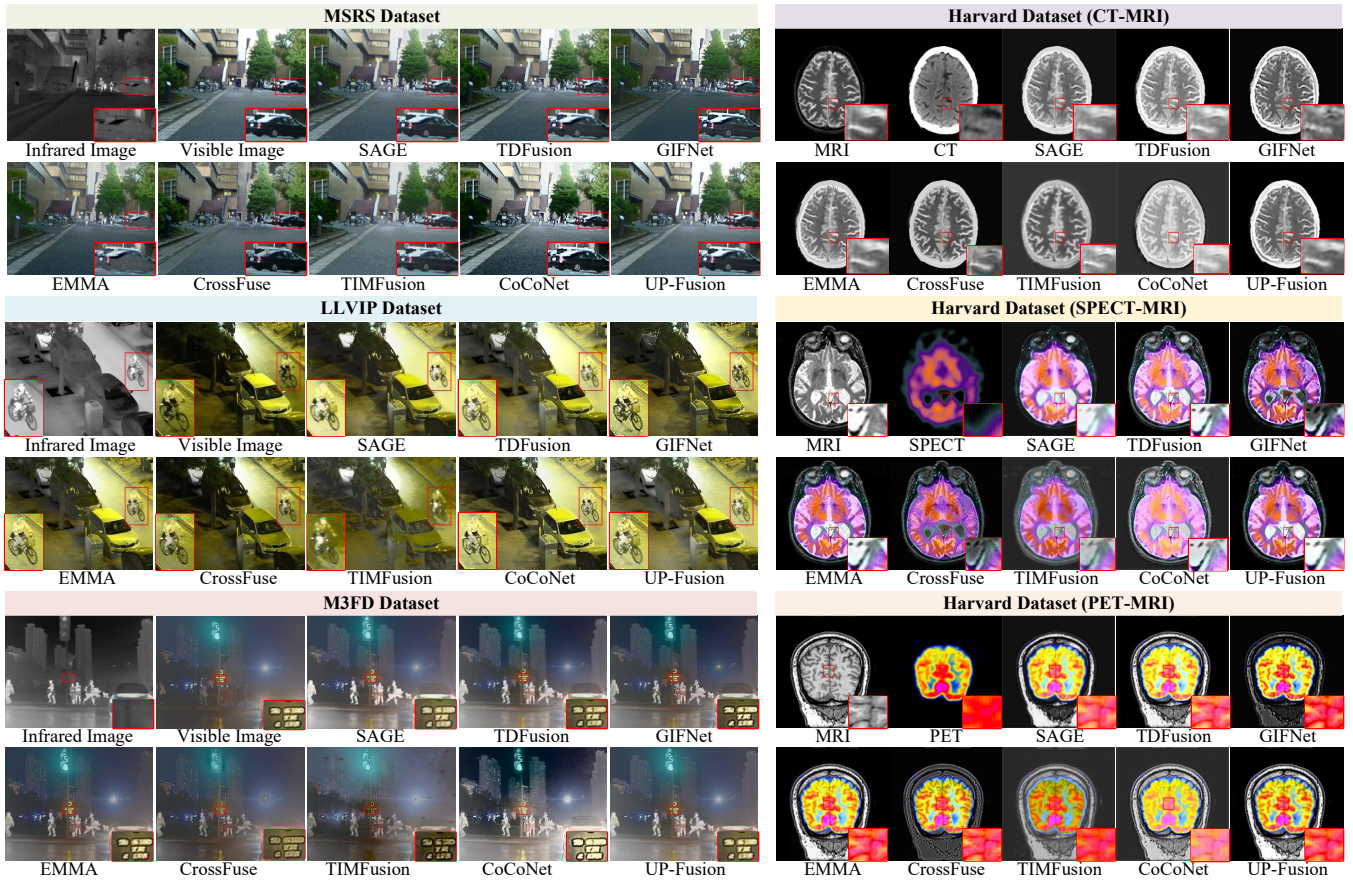 MSRS Dataset
Infrared Image Visible Image SAGE TDFusion GIFNet
EMMA CrossFuse TIMFusion CoCoNet UP-Fusion
LLVIP Dataset
Infrared Image Visible Image SAGE TDFusion GIFNet
EMMA CrossFuse TIMFusion CoCoNet UP-Fusion
M3FD Dataset
Infrared Image Visible Image SAGE TDFusion GIFNet
EMMA CrossFuse TIMFusion CoCoNet UP-Fusion
Harvard Dataset (CT-MRI)
MRI CT SAGE TDFusion GIFNet
EMMA CrossFuse TIMFusion CoCoNet UP-Fusion
Harvard Dataset (SPECT-MRI)
MRI SPECT SAGE TDFusion GIFNet
EMMA CrossFuse TIMFusion CoCoNet UP-Fusion
Harvard Dataset (PET-MRI)
MRI PET SAGE TDFusion GIFNet
EMMA CrossFuse TIMFusion CoCoNet UP-Fusion